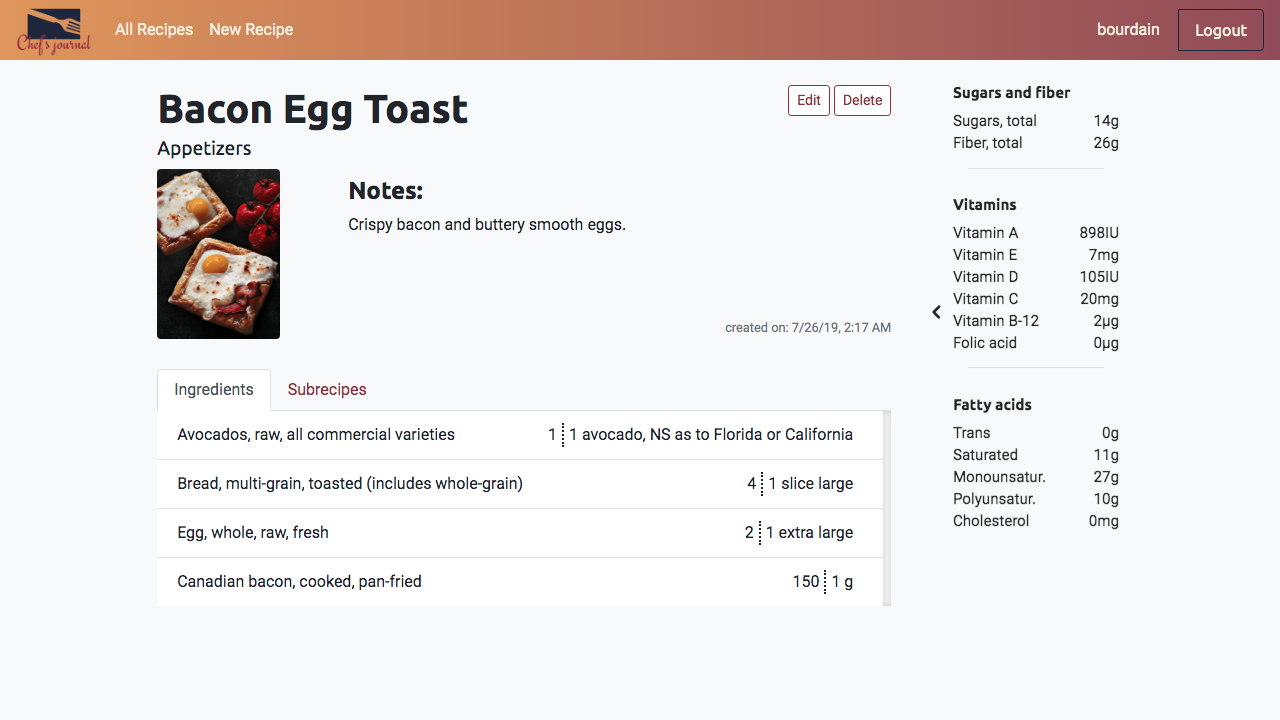 Chef's journal
All Recipes New Recipe
bourdain Logout
Bacon Egg Toast
Edit Delete
Appetizers
Notes:
Crispy bacon and buttery smooth eggs.
created on: 7/26/19, 2:17 AM
Ingredients Subrecipes
Avocados, raw, all commercial varieties 1 1 avocado, NS as to Florida or California
Bread, multi-grain, toasted (includes whole-grain) 4 1 slice large
Egg, whole, raw, fresh 2 1 extra large
Canadian bacon, cooked, pan-fried 150 1 g
Sugars and fiber
Sugars, total 14g
Fiber, total 26g
Vitamins
Vitamin A 898IU
Vitamin E 7mg
Vitamin D 105IU
Vitamin C 20mg
Vitamin B-12 2µg
Folic acid 0µg
Fatty acids
Trans 0g
Saturated 11g
Monounsatur. 27g
Polyunsatur. 10g
Cholesterol 0mg